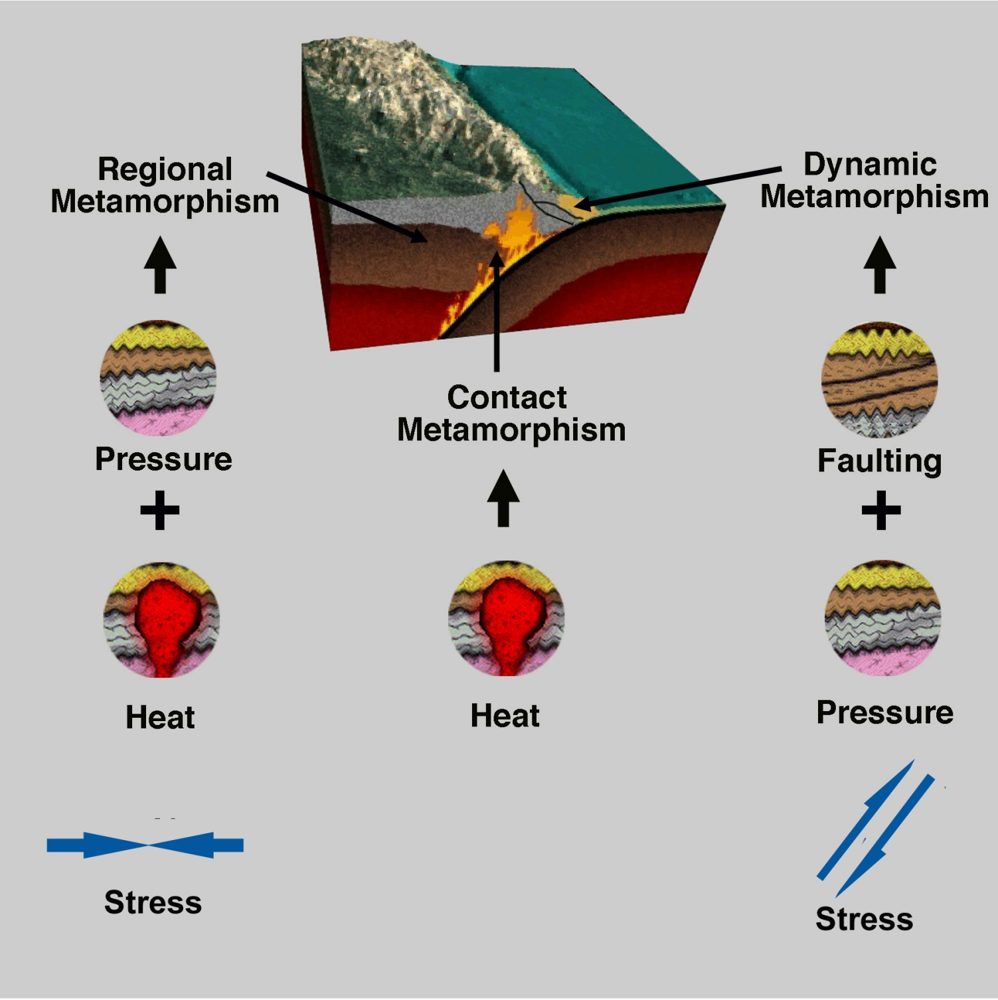 Regional
Metamorphism
Dynamic
Metamorphism
Contact
Metamorphism
Pressure
+
Heat
Stress
Heat
Faulting
+
Pressure
Stress